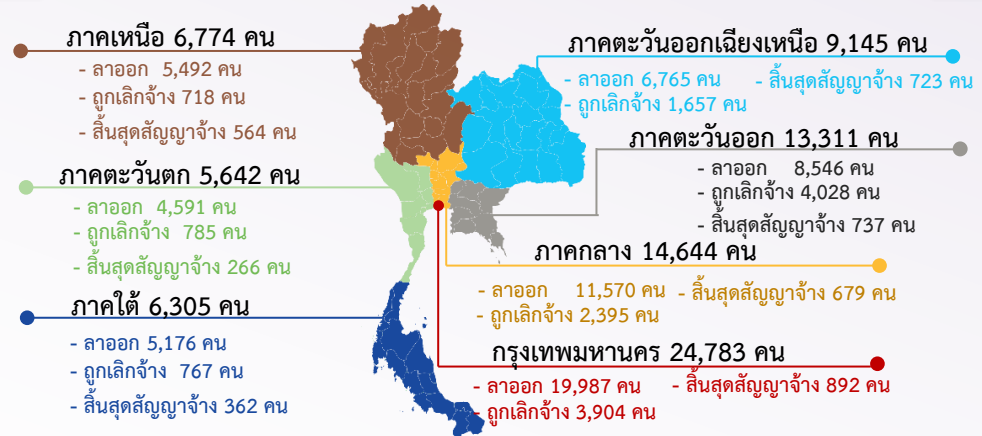 ภาคเหนือ 6,774 คน
- ลาออก 5,492 คน
- ถูกเลิกจ้าง 718 คน
- สิ้นสุดสัญญาจ้าง 564 คน
ภาคตะวันออกเฉียงเหนือ 9,145 คน
- ลาออก 6,765 คน - สิ้นสุดสัญญาจ้าง 723 คน
- ถูกเลิกจ้าง 1,657 คน
ภาคตะวันออก 13,311 คน
- ลาออก 8,546 คน
- ถูกเลิกจ้าง 4,028 คน
- สิ้นสุดสัญญาจ้าง 737 คน
ภาคตะวันตก 5,642 คน
- ลาออก 4,591 คน
- ถูกเลิกจ้าง 785 คน
- สิ้นสุดสัญญาจ้าง 266 คน
ภาคกลาง 14,644 คน
- ลาออก 11,570 คน - สิ้นสุดสัญญาจ้าง 679 คน
- ถูกเลิกจ้าง 2,395 คน
ภาคใต้ 6,305 คน
- ลาออก 5,176 คน
- ถูกเลิกจ้าง 767 คน
- สิ้นสุดสัญญาจ้าง 362 คน
กรุงเทพมหานคร 24,783 คน
- ลาออก 19,987 คน - สิ้นสุดสัญญาจ้าง 892 คน
- ถูกเลิกจ้าง 3,904 คน